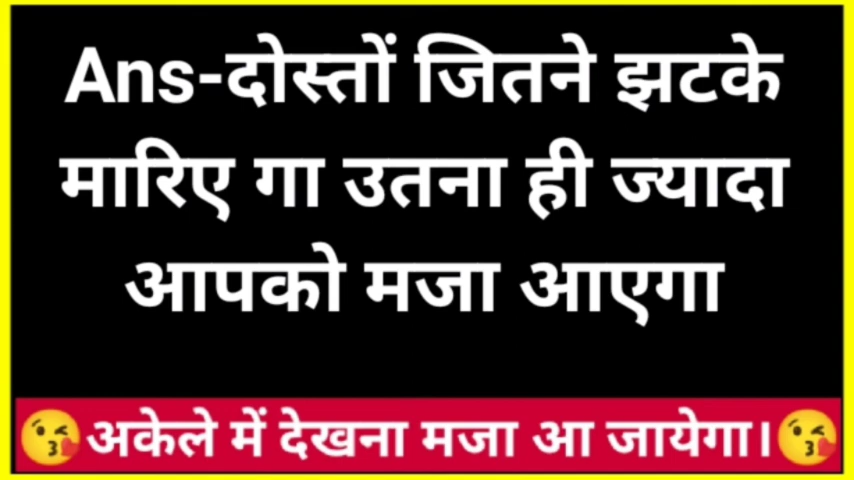 Ans-दोस्तों जितने झटके
मारिए गा उतना ही ज्यादा
आपको मजा आएगा
😘अकेले में देखना मजा आ जायेगा।😘